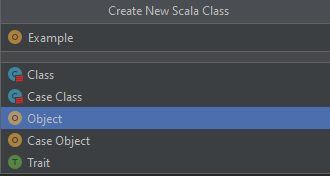 Create New Scala Class
O Example
C Class
C Case Class
O Object
O Case Object
T Trait